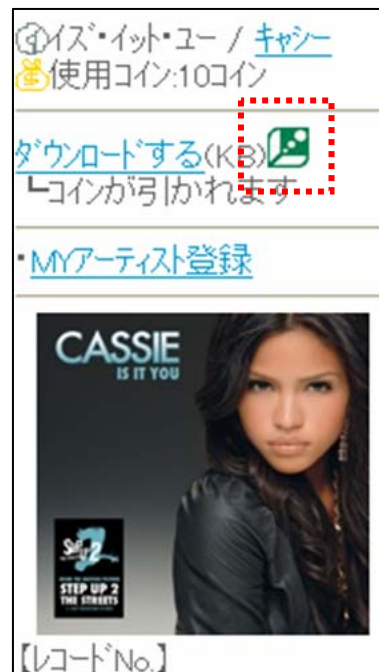 ④イズ・イット・ユー / キャシー
使用コイン:10コイン
ダウンロードする(KB)
┗コインが引かれます
・MYアーティスト登録
CASSIE
IS IT YOU
STEP UP 2
THE STREETS
【レコードNo.】